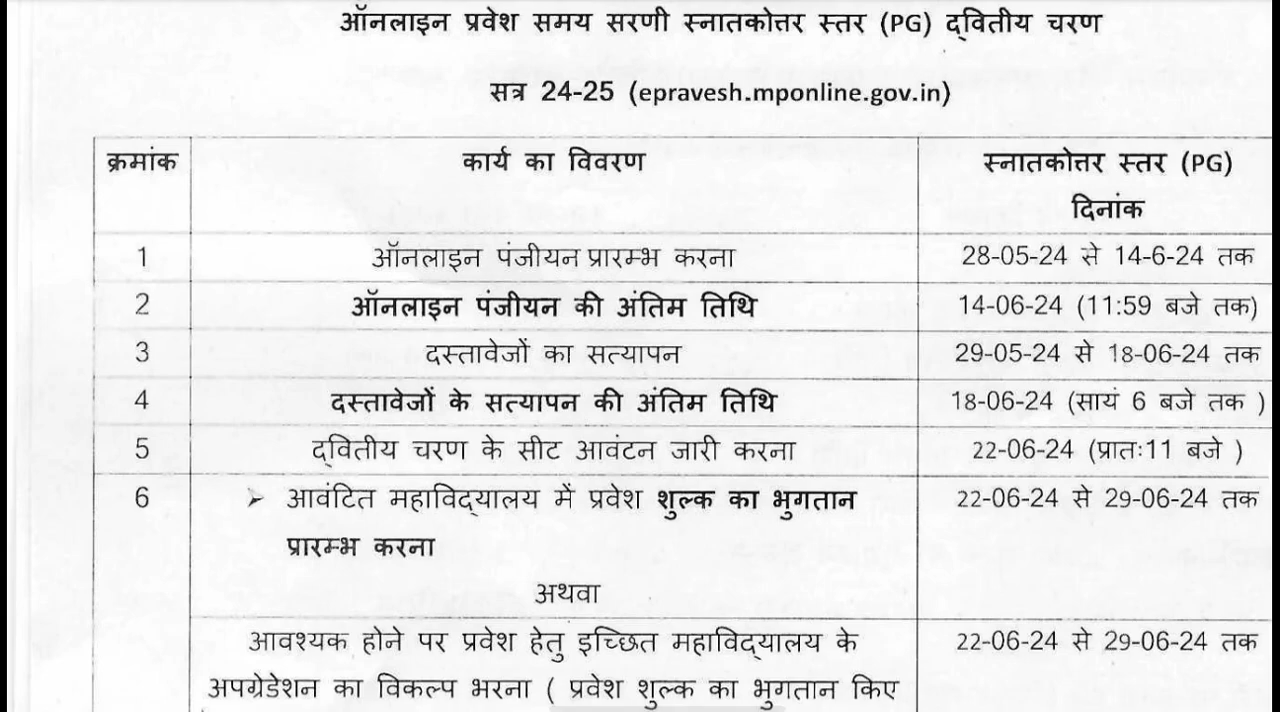 ऑनलाइन प्रवेश समय सरणी स्नातकोत्तर स्तर (PG) द्वितीय चरण
सत्र 24-25 (epravesh.mponline.gov.in)
क्रमांक कार्य का विवरण स्नातकोत्तर स्तर (PG)
दिनांक
1 ऑनलाइन पंजीयन प्रारम्भ करना 28-05-24 से 14-6-24 तक
2 ऑनलाइन पंजीयन की अंतिम तिथि 14-06-24 (11:59 बजे तक)
3 दस्तावेजों का सत्यापन 29-05-24 से 18-06-24 तक
4 दस्तावेजों के सत्यापन की अंतिम तिथि 18-06-24 (सायं 6 बजे तक )
5 द्वितीय चरण के सीट आवंटन जारी करना 22-06-24 (प्रातः11 बजे )
6 ➢ आवंटित महाविद्यालय में प्रवेश शुल्क का भुगतान 22-06-24 से 29-06-24 तक
प्रारम्भ करना
अथवा
आवश्यक होने पर प्रवेश हेतु इच्छित महाविद्यालय के 22-06-24 से 29-06-24 तक
अपग्रेडेशन का विकल्प भरना ( प्रवेश शुल्क का भुगतान किए